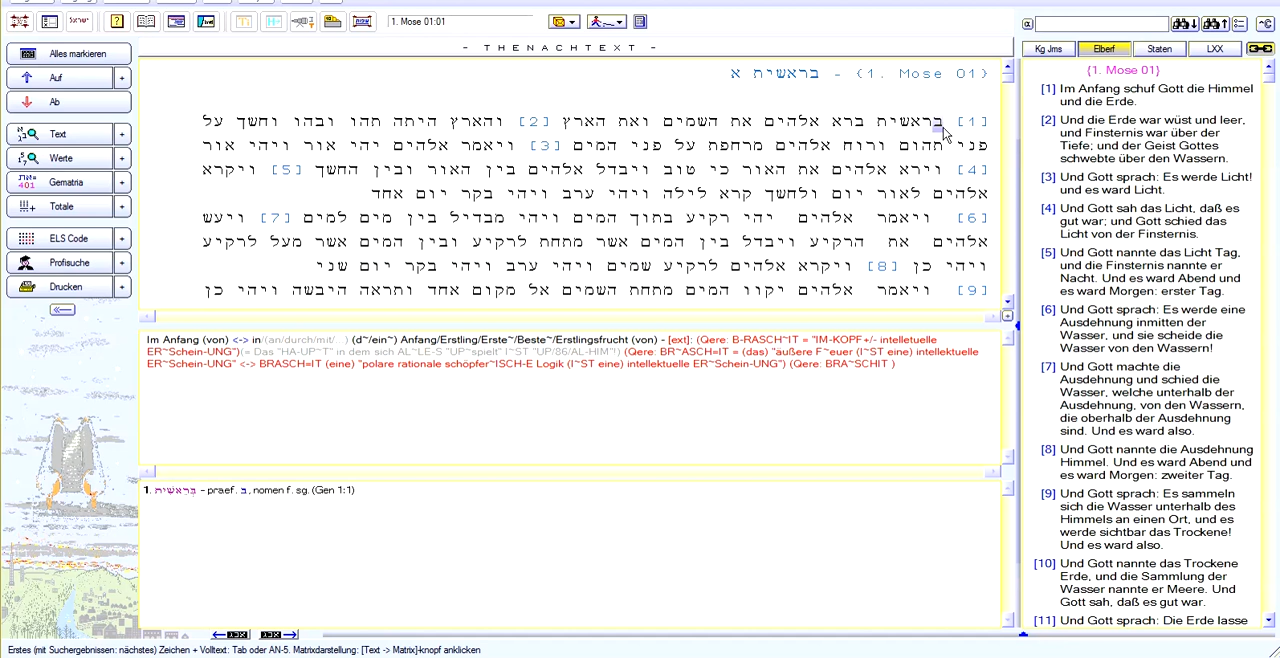 1. Mose 01:01
Alles markieren
Auf +
Ab
Text +
Werte +
Gematria +
Totale +
ELS Code +
Profisuche +
Drucken +
- THENACHTEXT -
בראשית א - (1. Mose 01)
[1] בראשית ברא אלהים את השמים ואת הארץ [2] והארץ היתה תהו ובהו וחשך על
פני תהום ורוח אלהים מרחפת על פני המים [3] ויאמר אלהים יהי אור ויהי אור
[4] וירא אלהים את האור כי טוב ויבדל אלהים בין האור ובין החשך [5] ויקרא
אלהים לאור יום ולחשך קרא לילה ויהי ערב ויהי בקר יום אחד
[6] ויאמר אלהים יהי רקיע בתוך המים ויהי מבדיל בין מים למים [7] ויעש
אלהים את הרקיע ויבדל בין המים אשר מתחת לרקיע ובין המים אשר מעל לרקיע
ויהי כן [8] ויקרא אלהים לרקיע שמים ויהי ערב ויהי בקר יום שני
[9] ויאמר אלהים יקוו המים מתחת השמים אל מקום אחד ותראה היבשה ויהי כן
Im Anfang (von) <-> in/(an/durch/mit/...) (d~/ein~) Anfang/Erstling/Erste~/Beste~/Erstlingsfrucht (von) - [ext]: (Qere: B-RASCH~IT = "IM-KOPF+/- intelletuelle
ER~Schein-UNG")(= Das "HA-UP~T" in dem sich AL~LE-S "UP~spielt" I~ST "UP/86/AL-HIM"!) (Qere: BR~ASCH=IT = (das) "äußere F~euer (I~ST eine) intellektuelle
ER~Schein-UNG" <-> BRASCH=IT (eine) "polare rationale schöpfer~ISCH-E Logik (I~ST eine) intellektuelle ER~Schein-UNG") (Qere: BRA~SCHIT )
1. בְּרֵאשִׁית - praef. ב, nomen f. sg. (Gen 1:1)
Kg Jms Elberf Staten LXX
{1. Mose 01}
[1] Im Anfang schuf Gott die Himmel
und die Erde.
[2] Und die Erde war wüst und leer,
und Finsternis war über der
Tiefe; und der Geist Gottes
schwebte über den Wassern.
[3] Und Gott sprach: Es werde Licht!
und es ward Licht.
[4] Und Gott sah das Licht, daß es
gut war; und Gott schied das
Licht von der Finsternis.
[5] Und Gott nannte das Licht Tag,
und die Finsternis nannte er
Nacht. Und es ward Abend und
es ward Morgen: erster Tag.
[6] Und Gott sprach: Es werde eine
Ausdehnung inmitten der
Wasser, und sie scheide die
Wasser von den Wassern!
[7] Und Gott machte die
Ausdehnung und schied die
Wasser, welche unterhalb der
Ausdehnung, von den Wassern,
die oberhalb der Ausdehnung
sind. Und es ward also.
[8] Und Gott nannte die Ausdehnung
Himmel. Und es ward Abend und
es ward Morgen: zweiter Tag.
[9] Und Gott sprach: Es sammeln
sich die Wasser unterhalb des
Himmels an einen Ort, und es
werde sichtbar das Trockene!
Und es ward also.
[10] Und Gott nannte das Trockene
Erde, und die Sammlung der
Wasser nannte er Meere. Und
Gott sah, daß es gut war.
[11] Und Gott sprach: Die Erde lasse
Erstes (mit Suchergebnissen: nächstes) Zeichen + Volltext: Tab oder AN-5. Matrixdarstellung: [Text -> Matrix]-knopf anklicken